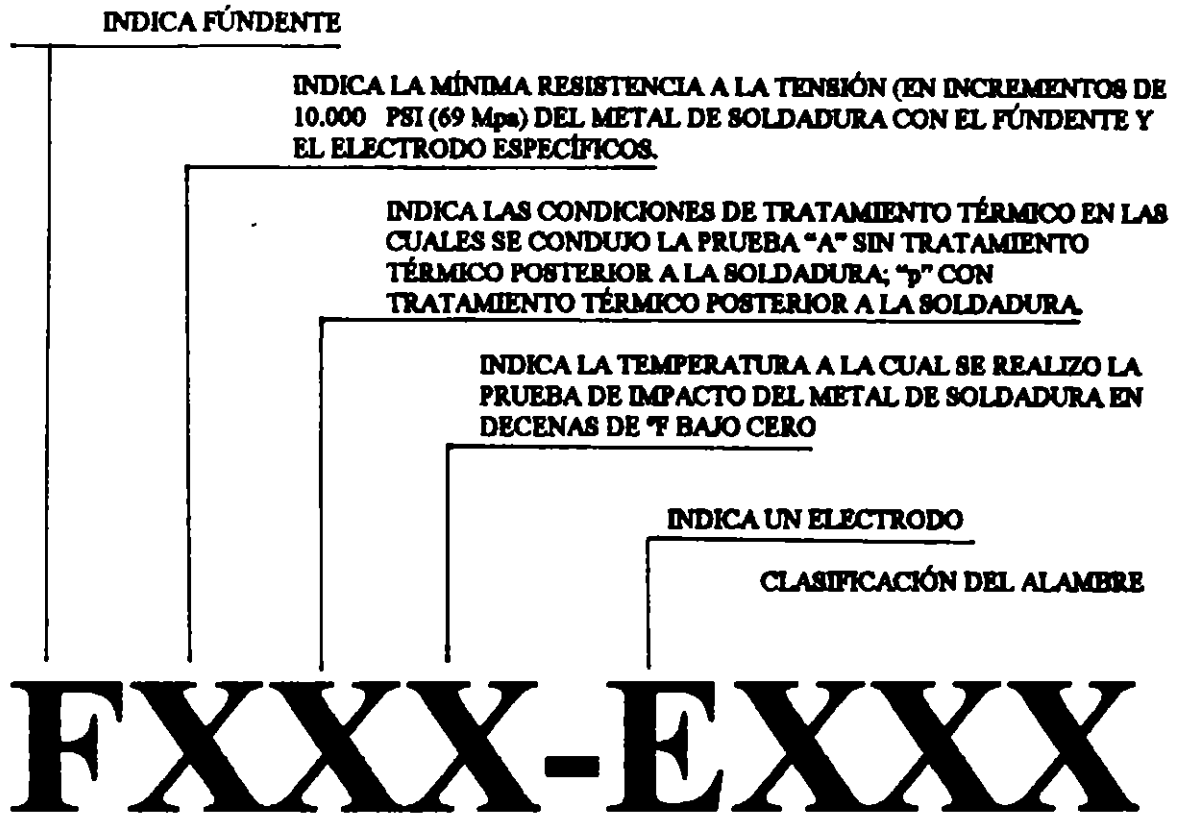 INDICA FÚNDENTE
INDICA LA MÍNIMA RESISTENCIA A LA TENSIÓN (EN INCREMENTOS DE
10.000 PSI (69 Mpa) DEL METAL DE SOLDADURA CON EL FÚNDENTE Y
EL ELECTRODO ESPECÍFICOS.
INDICA LAS CONDICIONES DE TRATAMIENTO TÉRMICO EN LAS
CUALES SE CONDUJO LA PRUEBA "A" SIN TRATAMIENTO
TÉRMICO POSTERIOR A LA SOLDADURA; "p" CON
TRATAMIENTO TÉRMICO POSTERIOR A LA SOLDADURA.
INDICA LA TEMPERATURA A LA CUAL SE REALIZO LA
PRUEBA DE IMPACTO DEL METAL DE SOLDADURA EN
DECENAS DE °F BAJO CERO
INDICA UN ELECTRODO
CLASIFICACIÓN DEL ALAMBRE
FXXX-EXXX